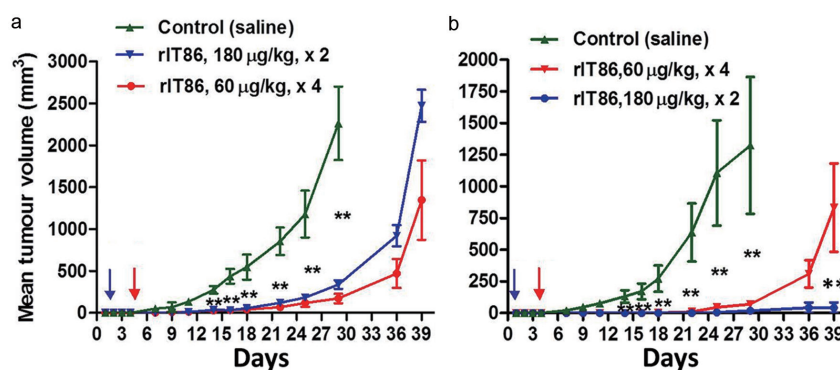 a
Control (saline)
rIT86, 180 µg/kg, x 2
rIT86, 60 µg/kg, x 4
Mean tumour volume (mm³)
3000
2500
2000
1500
1000
500
0
** ** ** ** ** **
0 1 3 6 9 12 15 18 21 24 27 30 33 36 39
Days
b
Control (saline)
rIT86,60 µg/kg, x 4
rIT86,180 µg/kg, x 2
2000
1750
1500
1250
1000
750
500
250
0
** ** ** ** ** ** **
0 1 3 6 9 12 15 18 21 24 27 30 33 36 39
Days